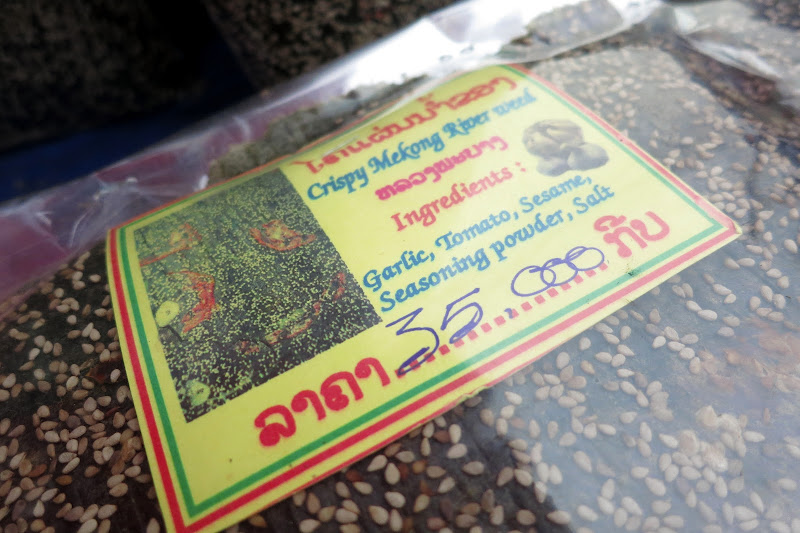 ໄຄແຜ່ນນ້ຳຂອງ
Crispy Mekong River weed
ຫລວງພະບາງ
Ingredients :
Garlic, Tomato, Sesame,
Seasoning powder, Salt
ລາຄາ 35.000 ກີບ